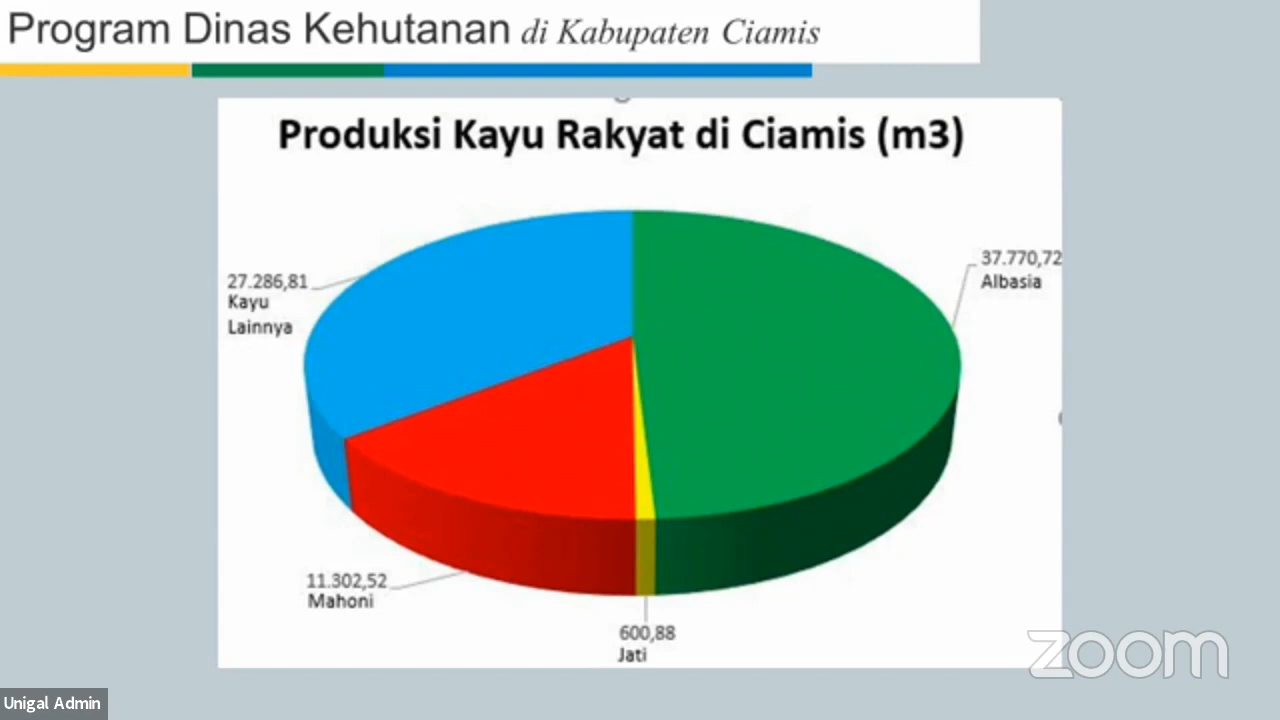 Program Dinas Kehutanan di Kabupaten Ciamis
Produksi Kayu Rakyat di Ciamis (m3)
37.770,72
Albasia
27.286,81
Kayu
Lainnya
11.302,52
Mahoni
600,88
Jati
zoom
Unigal Admin